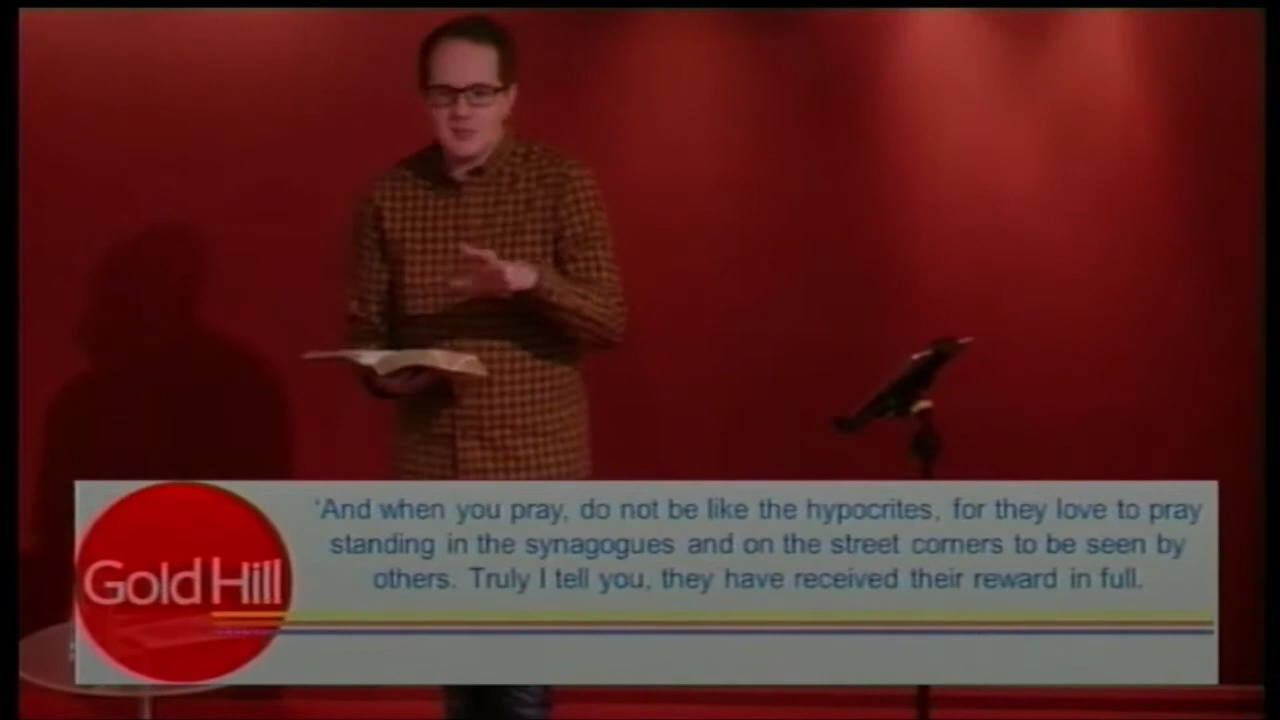 'And when you pray, do not be like the hypocrites, for they love to pray
standing in the synagogues and on the street corners to be seen by
others. Truly I tell you, they have received their reward in full.
Gold Hill